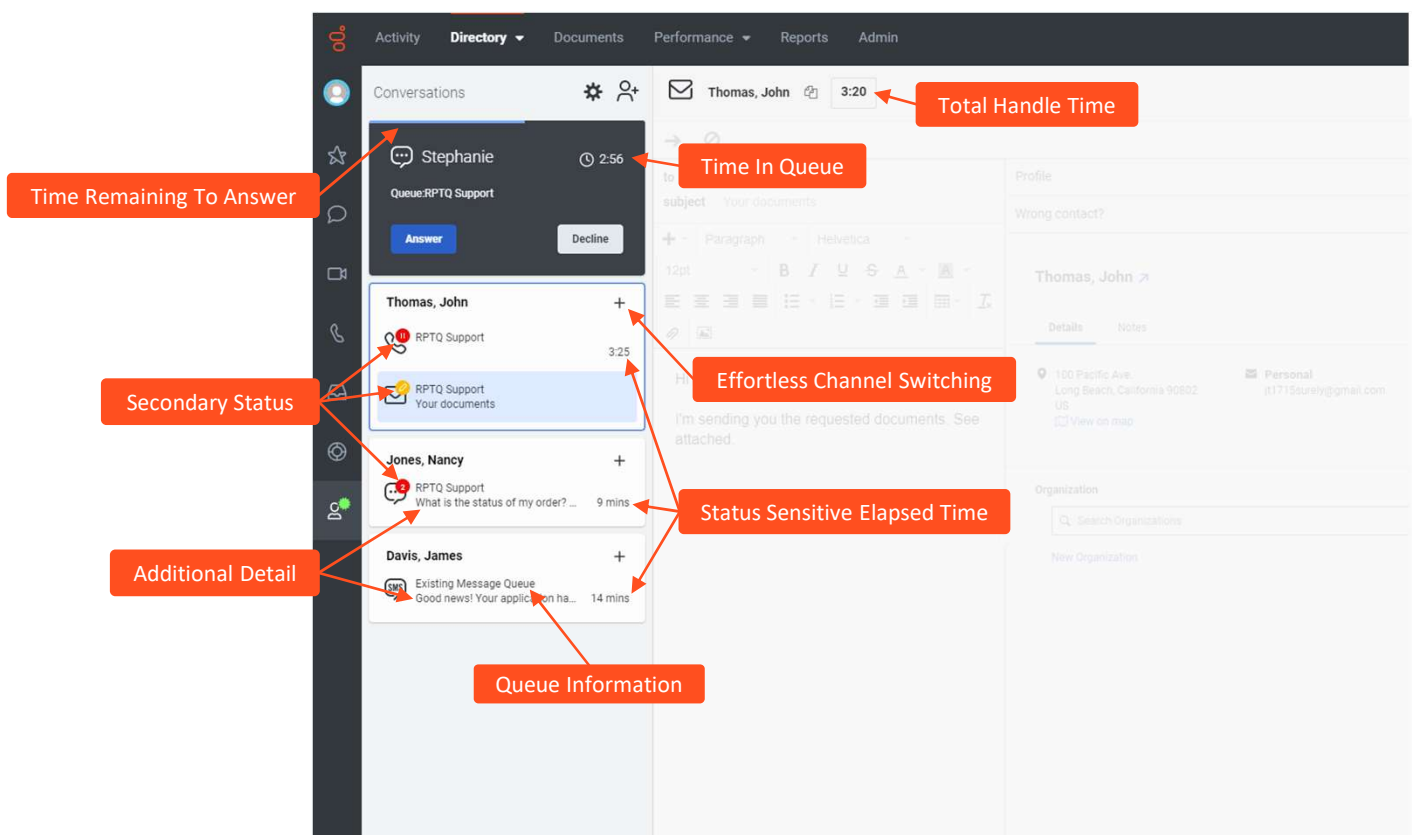 Activity
Directory
Documents
Performance
Reports
Admin
Conversations
Thomas, John
3:20
Total Handle Time
Stephanie
2:56
Time In Queue
Time Remaining To Answer
Queue:RPTQ Support
Answer
Decline
to
subject Your documents
Paragraph
Helvetica
12pt
B I U S A A
Profile
Wrong contact?
Thomas, John
Details
Notes
Thomas, John
RPTQ Support
3:25
RPTQ Support
Your documents
Effortless Channel Switching
Secondary Status
100 Pacific Ave.
Long Beach, California 90802
US
View on map
Personal
I'm sending you the requested documents. See
attached.
Jones, Nancy
2
RPTQ Support
What is the status of my order? ...
9 mins
Status Sensitive Elapsed Time
Organization
Search Organizations
New Organization
Additional Detail
Davis, James
SMS
Existing Message Queue
Good news! Your application ha...
14 mins
Queue Information